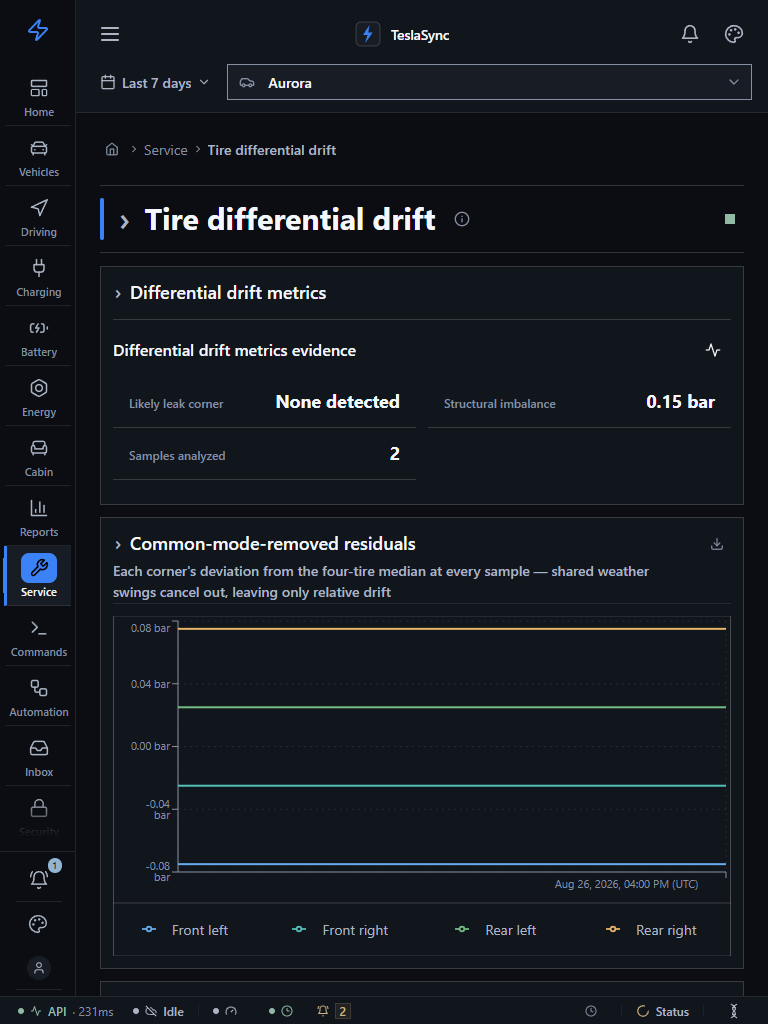 TeslaSync
Last 7 days
Aurora
Home
Vehicles
Driving
Charging
Battery
Energy
Cabin
Reports
Service
Commands
Automation
Inbox
Security
1
Service
Tire differential drift
Tire differential drift
Differential drift metrics
Differential drift metrics evidence
Likely leak corner None detected
Structural imbalance 0.15 bar
Samples analyzed 2
Common-mode-removed residuals
Each corner's deviation from the four-tire median at every sample — shared weather
swings cancel out, leaving only relative drift
0.08 bar
0.04 bar
0.00 bar
-0.04
bar
-0.08
bar
Aug 26, 2026, 04:00 PM (UTC)
Front left Front right Rear left Rear right
API · 231ms Idle 2 Status